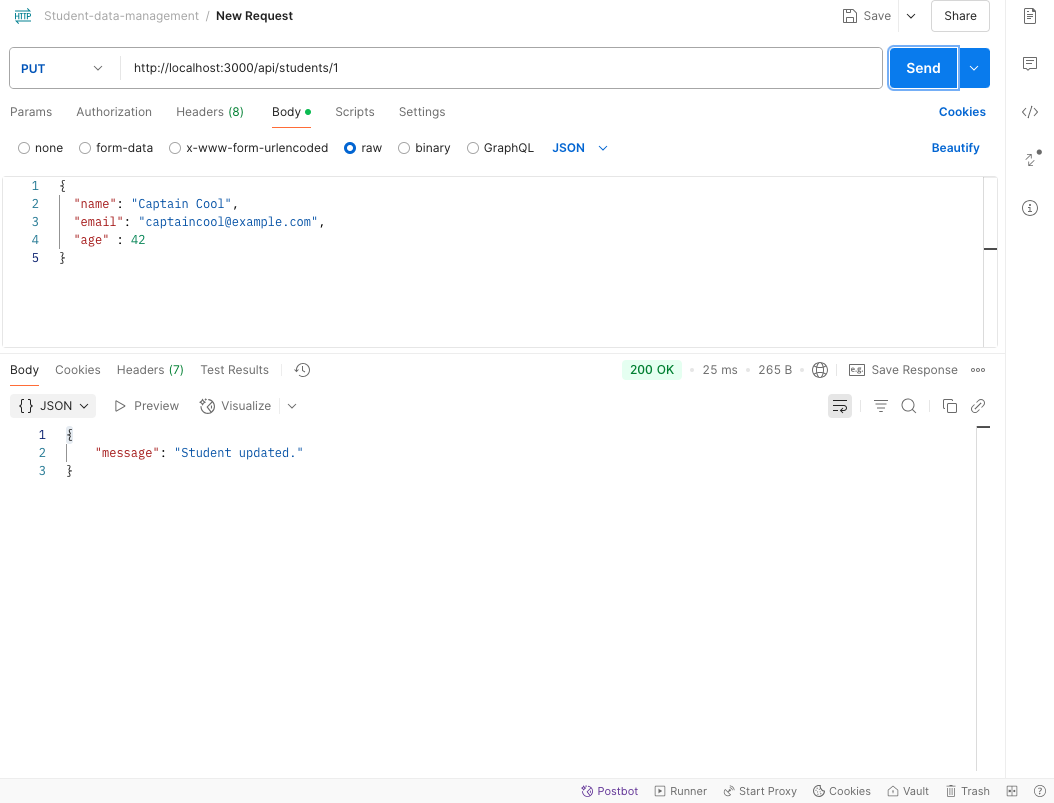 HTTP Student-data-management / New Request Save Share
PUT http://localhost:3000/api/students/1 Send
Params Authorization Headers (8) Body Scripts Settings Cookies
none form-data x-www-form-urlencoded raw binary GraphQL JSON Beautify
1 {
2 "name": "Captain Cool",
3 "email": "captaincool@example.com",
4 "age" : 42
5 }
Body Cookies Headers (7) Test Results 200 OK • 25 ms • 265 B • e.g. Save Response
{} JSON Preview Visualize
1 {
2 "message": "Student updated."
3 }
Postbot Runner Start Proxy Cookies Vault Trash